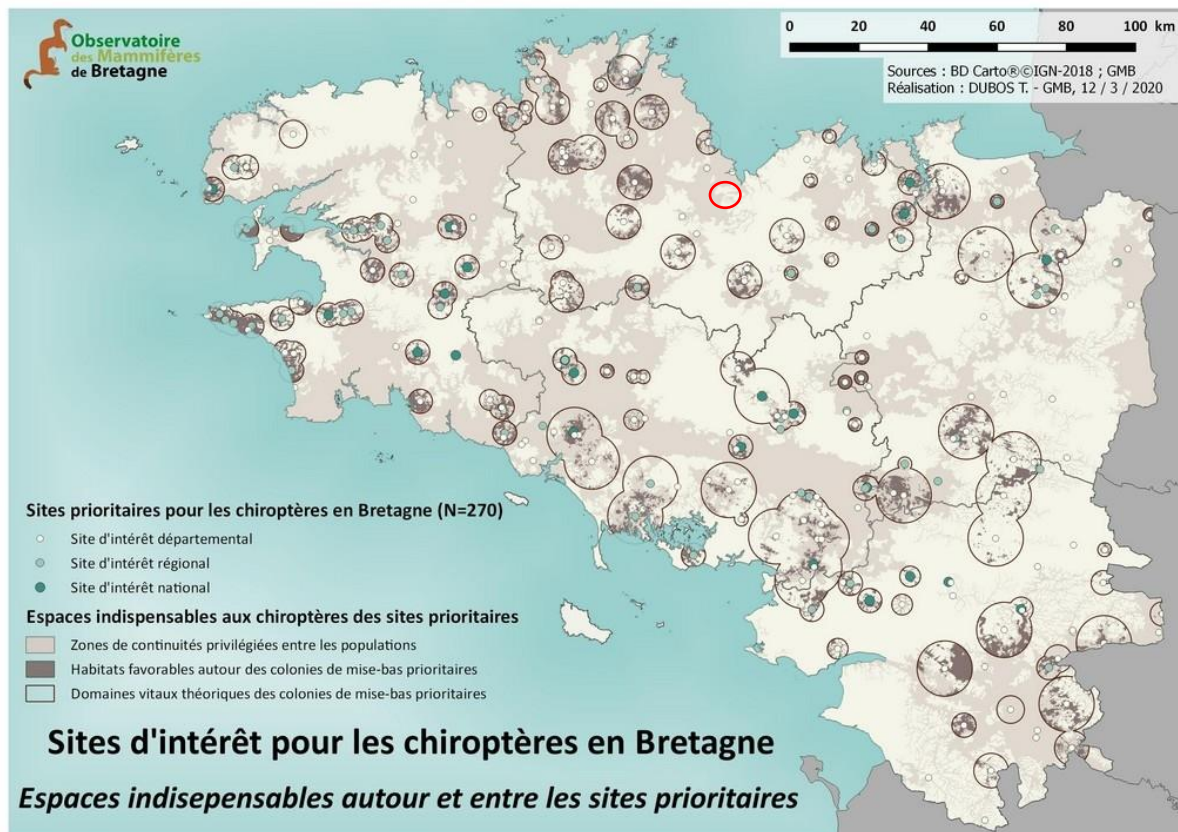 Observatoire
des Mammifères
de Bretagne
0 20 40 60 80 100 km
Sources : BD Carto®©IGN-2018 ; GMB
Réalisation : DUBOS T. - GMB, 12 / 3 / 2020
Sites prioritaires pour les chiroptères en Bretagne (N=270)
Site d'intérêt départemental
Site d'intérêt régional
Site d'intérêt national
Espaces indispensables aux chiroptères des sites prioritaires
Zones de continuités privilégiées entre les populations
Habitats favorables autour des colonies de mise-bas prioritaires
Domaines vitaux théoriques des colonies de mise-bas prioritaires
Sites d'intérêt pour les chiroptères en Bretagne
Espaces indisepensables autour et entre les sites prioritaires